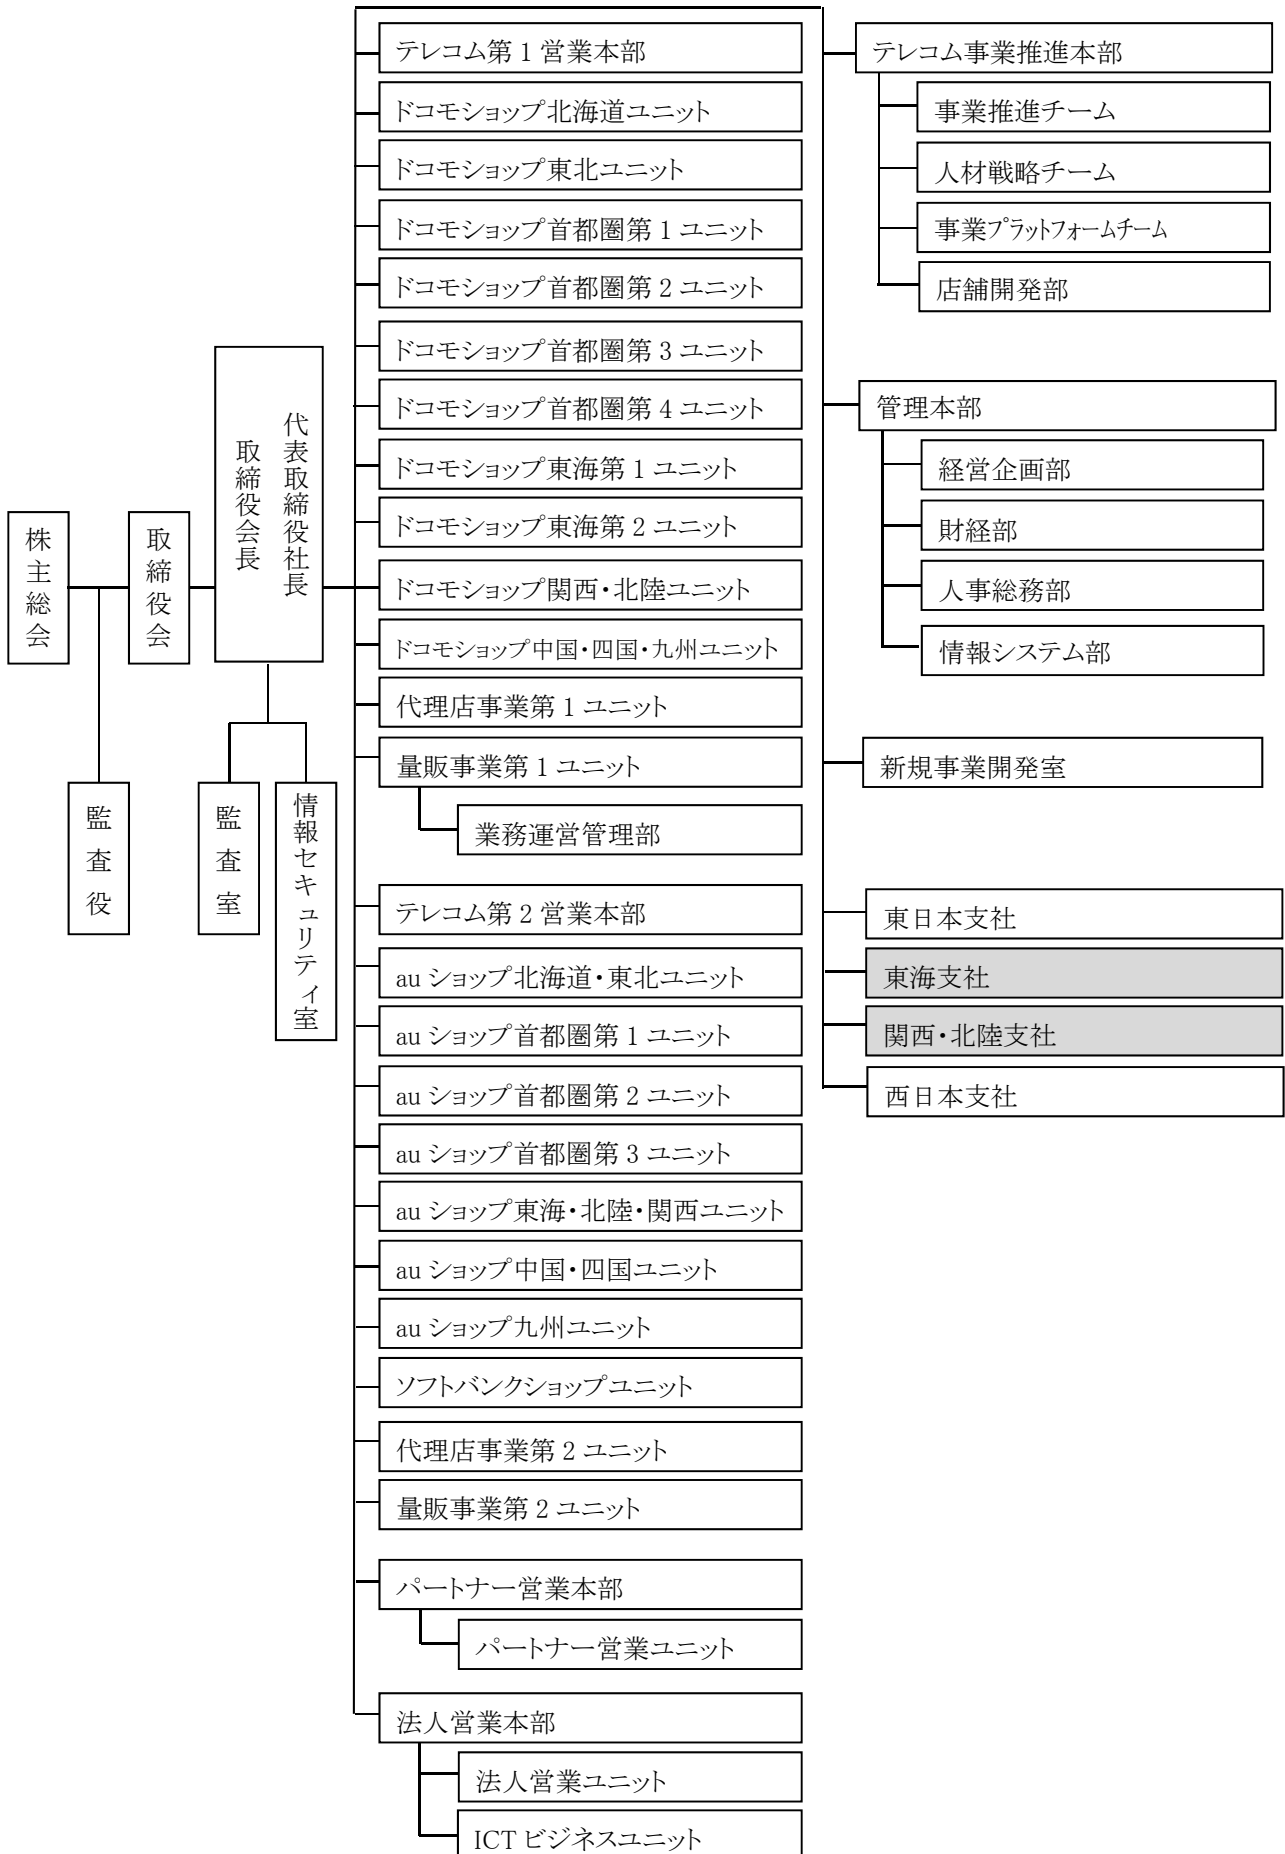 株主総会
取締役会
監査役
代表取締役社長
取締役会長
監査室
情報セキュリティ室
テレコム第1営業本部
ドコモショップ北海道ユニット
ドコモショップ東北ユニット
ドコモショップ首都圏第1ユニット
ドコモショップ首都圏第2ユニット
ドコモショップ首都圏第3ユニット
ドコモショップ首都圏第4ユニット
ドコモショップ東海第1ユニット
ドコモショップ東海第2ユニット
ドコモショップ関西・北陸ユニット
ドコモショップ中国・四国・九州ユニット
代理店事業第1ユニット
量販事業第1ユニット
業務運営管理部
テレコム第2営業本部
auショップ北海道・東北ユニット
auショップ首都圏第1ユニット
auショップ首都圏第2ユニット
auショップ首都圏第3ユニット
auショップ東海・北陸・関西ユニット
auショップ中国・四国ユニット
auショップ九州ユニット
ソフトバンクショップユニット
代理店事業第2ユニット
量販事業第2ユニット
パートナー営業本部
パートナー営業ユニット
法人営業本部
法人営業ユニット
ICTビジネスユニット
テレコム事業推進本部
事業推進チーム
人材戦略チーム
事業プラットフォームチーム
店舗開発部
管理本部
経営企画部
財経部
人事総務部
情報システム部
新規事業開発室
東日本支社
東海支社
関西・北陸支社
西日本支社